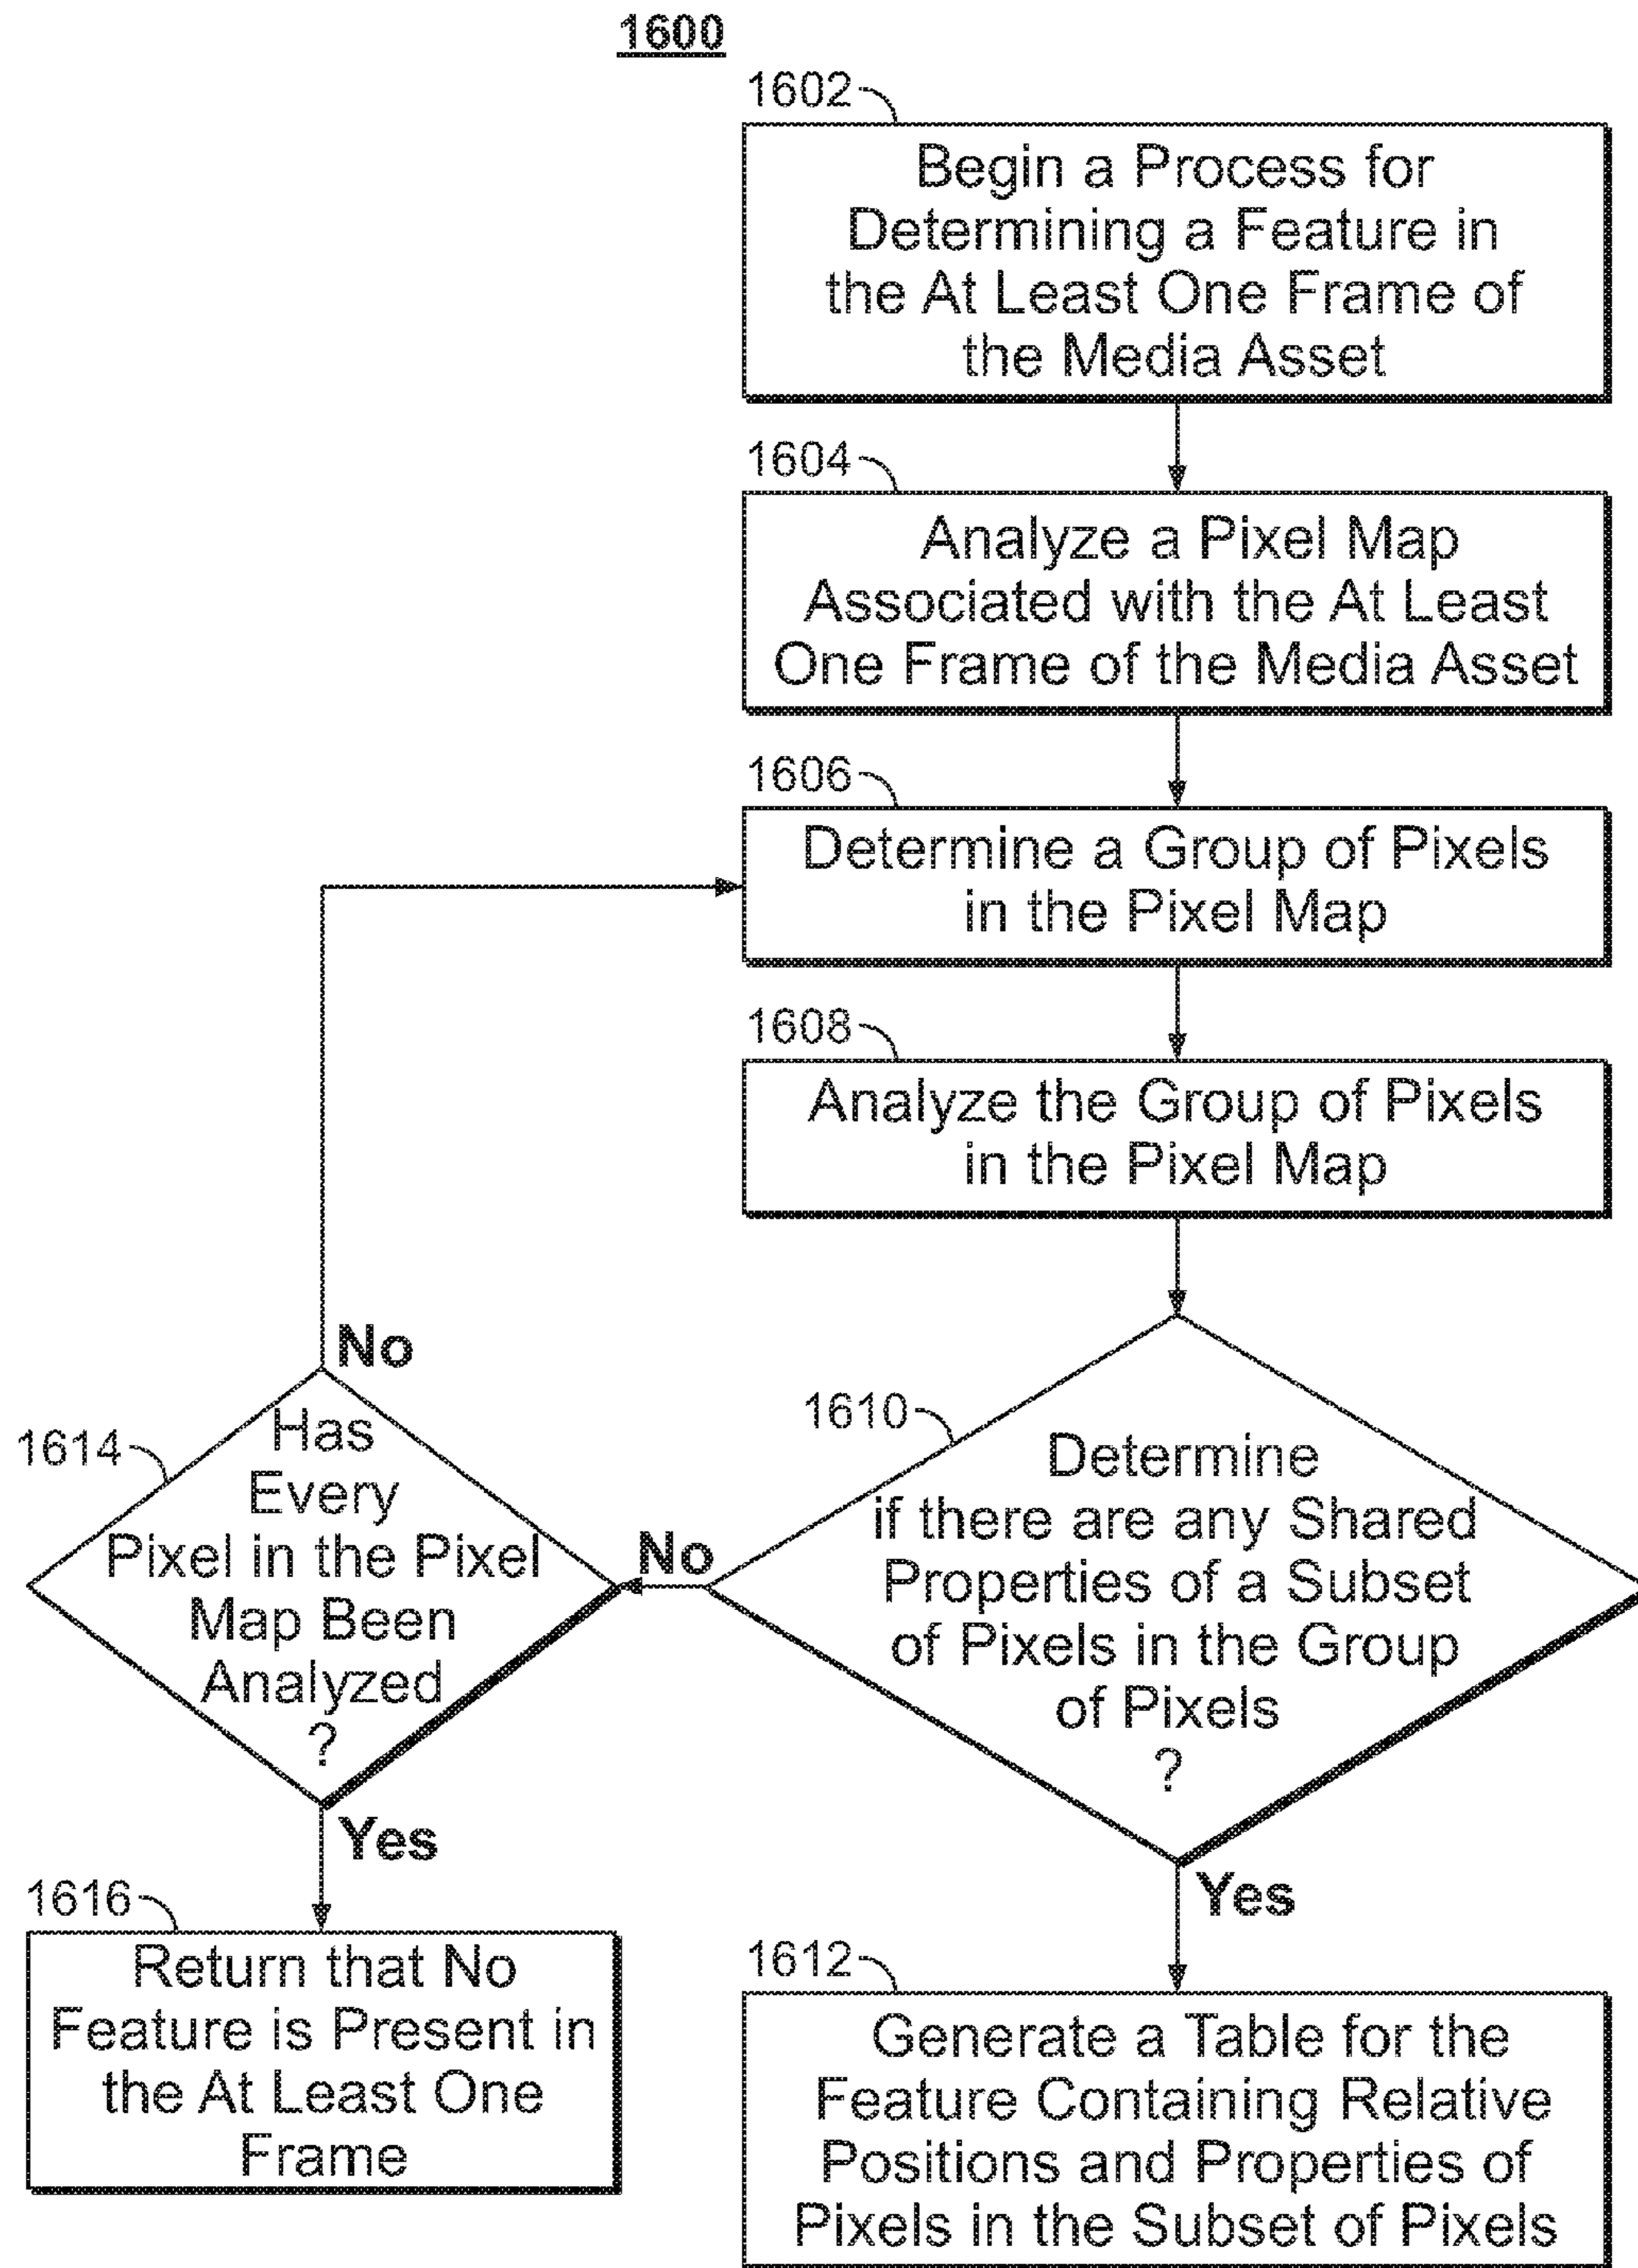 1600
1602
Begin a Process for
Determining a Feature in
the At Least One Frame of
the Media Asset
1604
Analyze a Pixel Map
Associated with the At Least
One Frame of the Media Asset
1606
Determine a Group of Pixels
in the Pixel Map
1608
Analyze the Group of Pixels
in the Pixel Map
1610
Determine
if there are any Shared
Properties of a Subset
of Pixels in the Group
of Pixels
?
No
Yes
1614
Has
Every
Pixel in the Pixel
Map Been
Analyzed
?
No
Yes
1616
Return that No
Feature is Present in
the At Least One
Frame
1612
Generate a Table for the
Feature Containing Relative
Positions and Properties of
Pixels in the Subset of Pixels